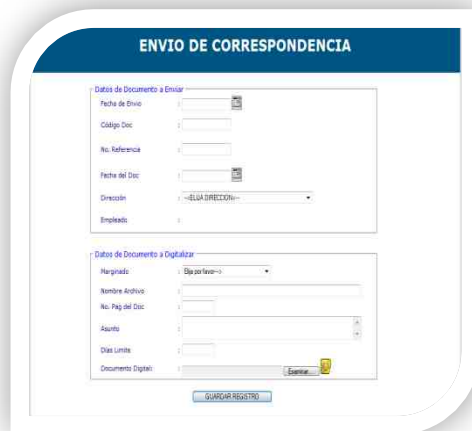 ENVIO DE CORRESPONDENCIA
Datos de Documento a Enviar
Fecha de Envio :
Código Doc :
No. Referencia :
Fecha del Doc :
Dirección : --ELIJA DIRECCION--
Empleado :
Datos de Documento a Digitalizar
Marginado : Elija por favor-->
Nombre Archivo :
No. Pag del Doc :
Asunto :
Dias Limite :
Documento Digital: : Examinar...
GUARDAR REGISTRO